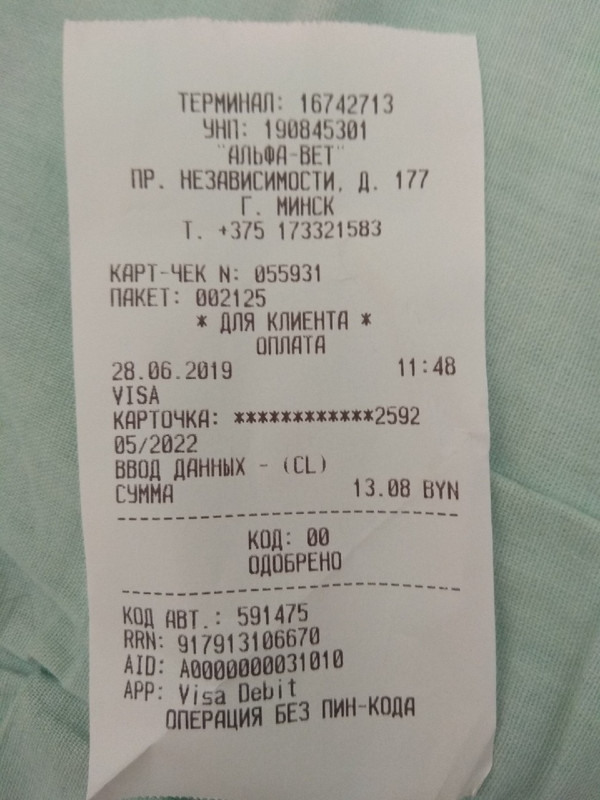 ТЕРМИНАЛ: 16742713
УНП: 190845301
"АЛЬФА-ВЕТ"
ПР. НЕЗАВИСИМОСТИ, Д. 177
Г. МИНСК
Т. +375 173321583
КАРТ-ЧЕК N: 055931
ПАКЕТ: 002125
* ДЛЯ КЛИЕНТА *
ОПЛАТА
28.06.2019 11:48
VISA
КАРТОЧКА: ************2592
05/2022
ВВОД ДАННЫХ - (CL)
СУММА 13.08 BYN
КОД: 00
ОДОБРЕНО
КОД АВТ.: 591475
RRN: 917913106670
AID: A0000000031010
APP: Visa Debit
ОПЕРАЦИЯ БЕЗ ПИН-КОДА